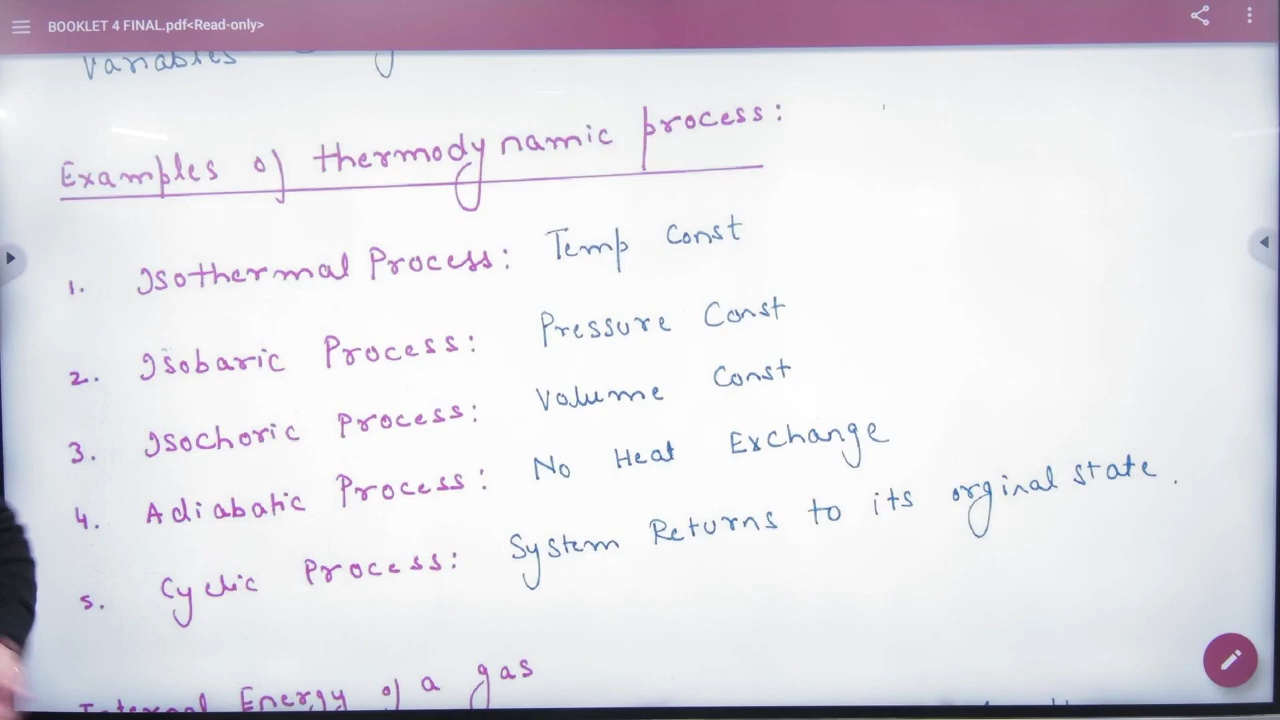 BOOKLET 4 FINAL.pdf<Read-only>
Variables
Examples of thermodynamic process:
1. Isothermal Process: Temp Const
2. Isobaric Process: Pressure Const
3. Isochoric Process: Volume Const
4. Adiabatic Process: No Heat Exchange
5. Cyclic Process: System Returns to its orginal state.
Internal Energy of a gas